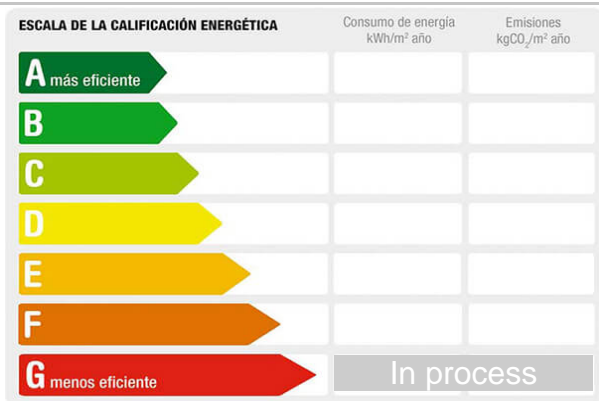 ESCALA DE LA CALIFICACIÓN ENERGÉTICA
Consumo de energía
kWh/m² año
Emisiones
kgCO₂/m² año
A más eficiente
B
C
D
E
F
G menos eficiente
In process